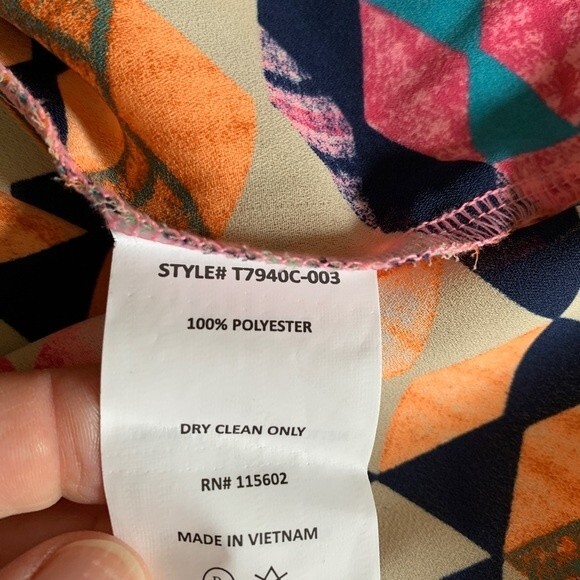 STYLE# T7940C-003
100% POLYESTER
DRY CLEAN ONLY
RN# 115602
MADE IN VIETNAM